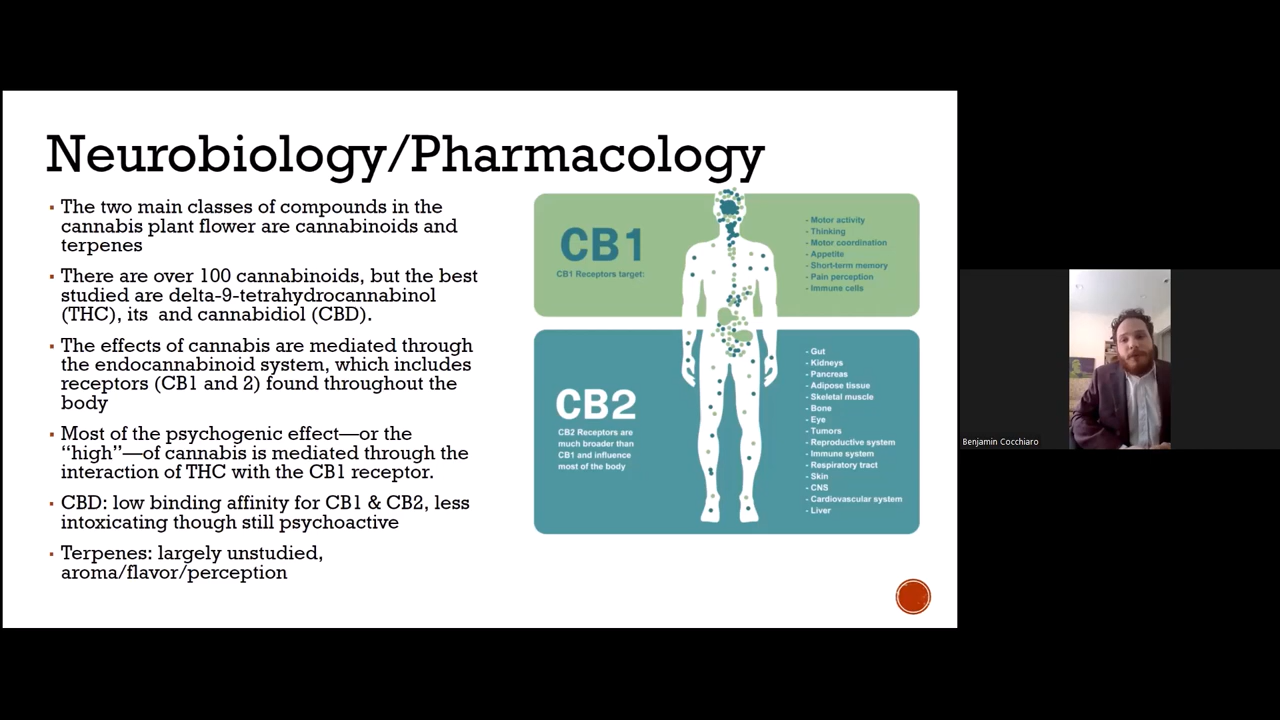 Neurobiology/Pharmacology
▪ The two main classes of compounds in the
cannabis plant flower are cannabinoids and
terpenes
▪ There are over 100 cannabinoids, but the best
studied are delta-9-tetrahydrocannabinol
(THC), its  and cannabidiol (CBD).
▪ The effects of cannabis are mediated through
the endocannabinoid system, which includes
receptors (CB1 and 2) found throughout the
body
▪ Most of the psychogenic effect—or the
“high”—of cannabis is mediated through the
interaction of THC with the CB1 receptor.
▪ CBD: low binding affinity for CB1 & CB2, less
intoxicating though still psychoactive
▪ Terpenes: largely unstudied,
aroma/flavor/perception
CB1
CB1 Receptors target:
- Motor activity
- Thinking
- Motor coordination
- Appetite
- Short-term memory
- Pain perception
- Immune cells
CB2
CB2 Receptors are
much broader than
CB1 and influence
most of the body
- Gut
- Kidneys
- Pancreas
- Adipose tissue
- Skeletal muscle
- Bone
- Eye
- Tumors
- Reproductive system
- Immune system
- Respiratory tract
- Skin
- CNS
- Cardiovascular system
- Liver
Benjamin Cocchiaro